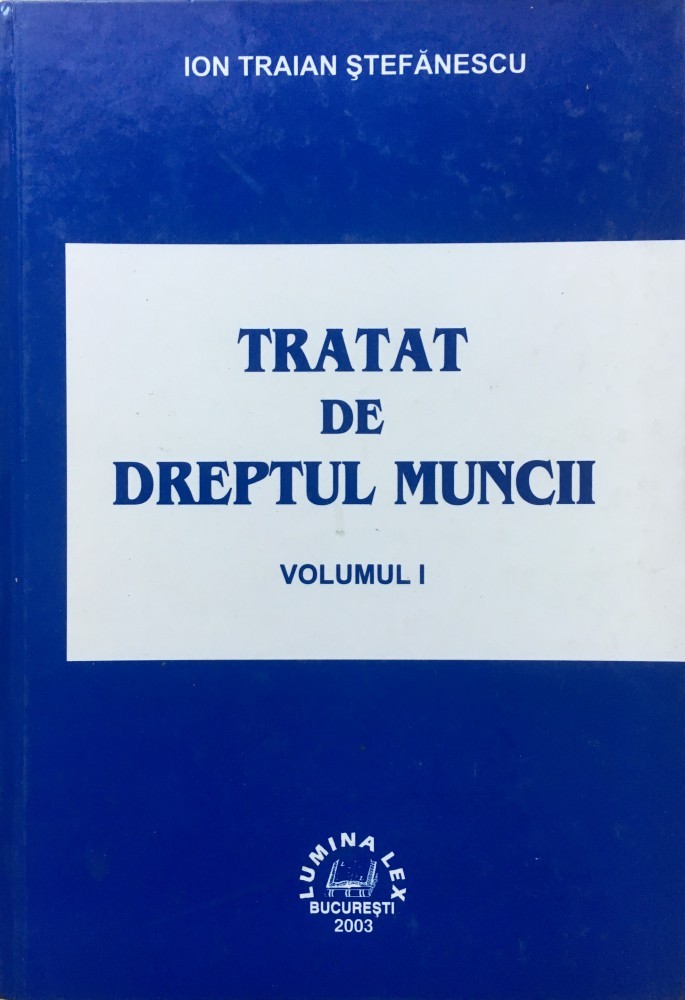 ION TRAIAN ŞTEFĂNESCU
TRATAT
DE
DREPTUL MUNCII
VOLUMUL I
LUMINA LEX
BUCUREŞTI
2003